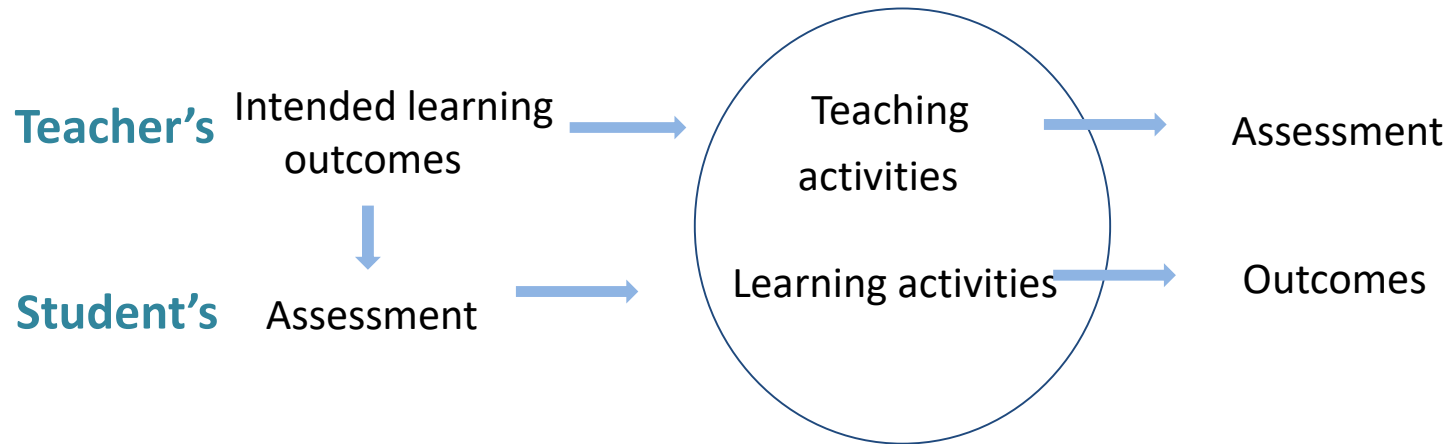 Teacher's
Intended learning
outcomes
Teaching
activities
Assessment
Student's
Assessment
Learning activities
Outcomes